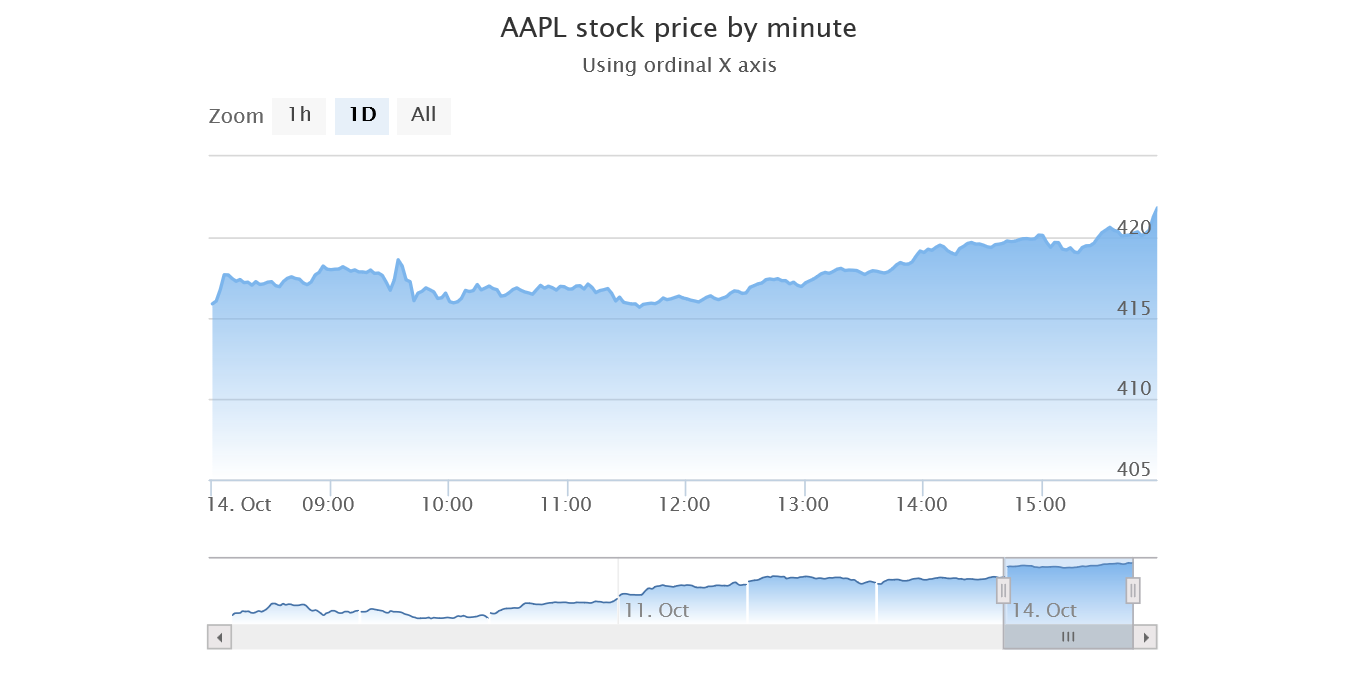 AAPL stock price by minute
Using ordinal X axis
Zoom 1h 1D All
420
415
410
405
14. Oct 09:00 10:00 11:00 12:00 13:00 14:00 15:00
11. Oct 14. Oct